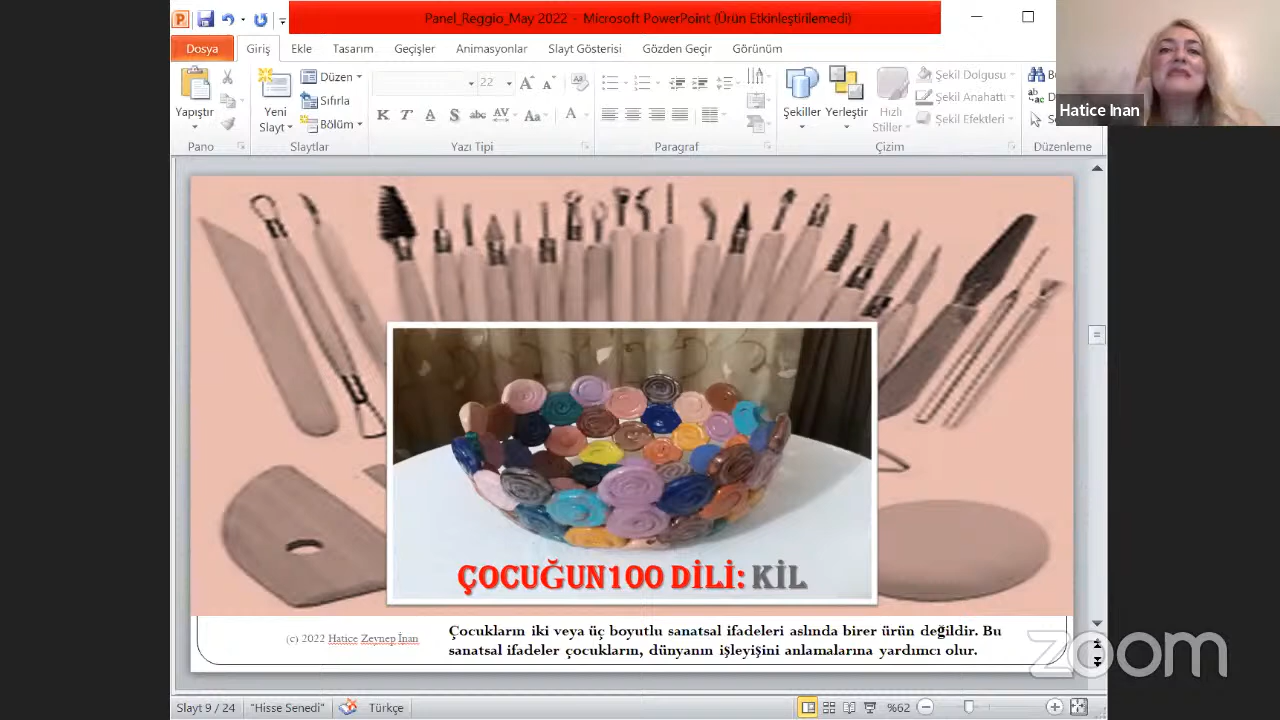 Panel_Reggio_May 2022 - Microsoft PowerPoint (Ürün Etkinleştirilemedi)
Dosya Giriş Ekle Tasarım Geçişler Animasyonlar Slayt Gösterisi Gözden Geçir Görünüm
Yapıştır
Pano
Yeni Slayt
Düzen
Sıfırla
Bölüm
Slaytlar
22
Yazı Tipi
Paragraf
Şekiller
Yerleştir
Hızlı Stiller
Şekil Dolgusu
Şekil Anahattı
Şekil Efektleri
Çizim
Düzenleme
Hatice Inan
ÇOCUĞUN100 DİLİ: KİL
(c) 2022 Hatice Zeynep İnan
Çocukların iki veya üç boyutlu sanatsal ifadeleri aslında birer ürün değildir. Bu
sanatsal ifadeler çocukların, dünyanın işleyişini anlamalarına yardımcı olur.
zoom
Slayt 9 / 24 "Hisse Senedi" Türkçe %62